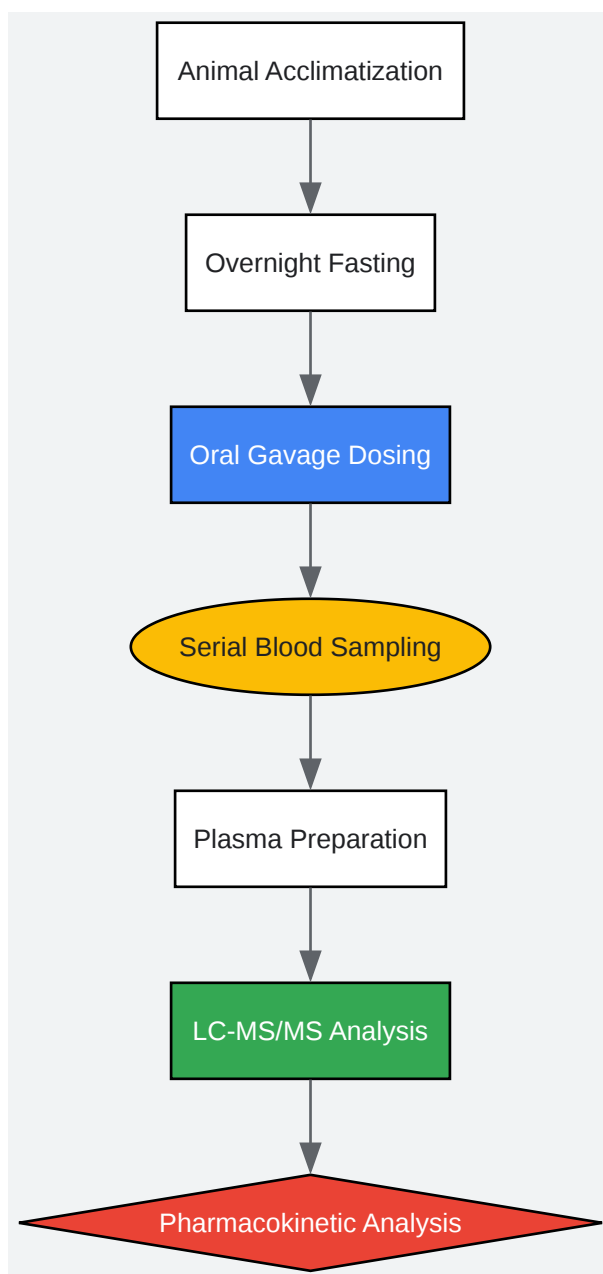 Animal Acclimatization
Overnight Fasting
Oral Gavage Dosing
Serial Blood Sampling
Plasma Preparation
LC-MS/MS Analysis
Pharmacokinetic Analysis